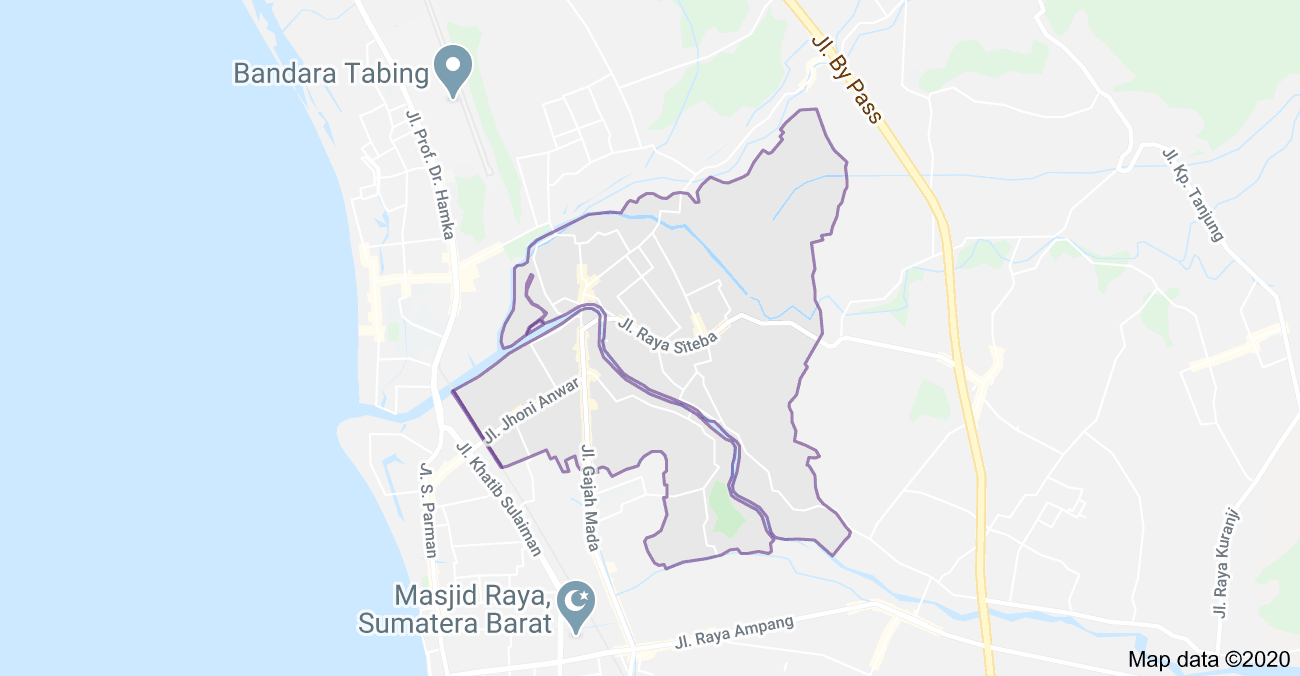 Jl. By Pass
Bandara Tabing
Jl. Prof. Dr. Hamka
Jl. Kp. Tanjung
Jl. Raya Siteba
Jl. Jhoni Anwar
Jl. Khatib Sulaiman
Jl. Gajah Mada
M. S. Parman
Jl. Raya Kuranji
Masjid Raya,
Sumatera Barat
Jl. Raya Ampang
Map data ©2020